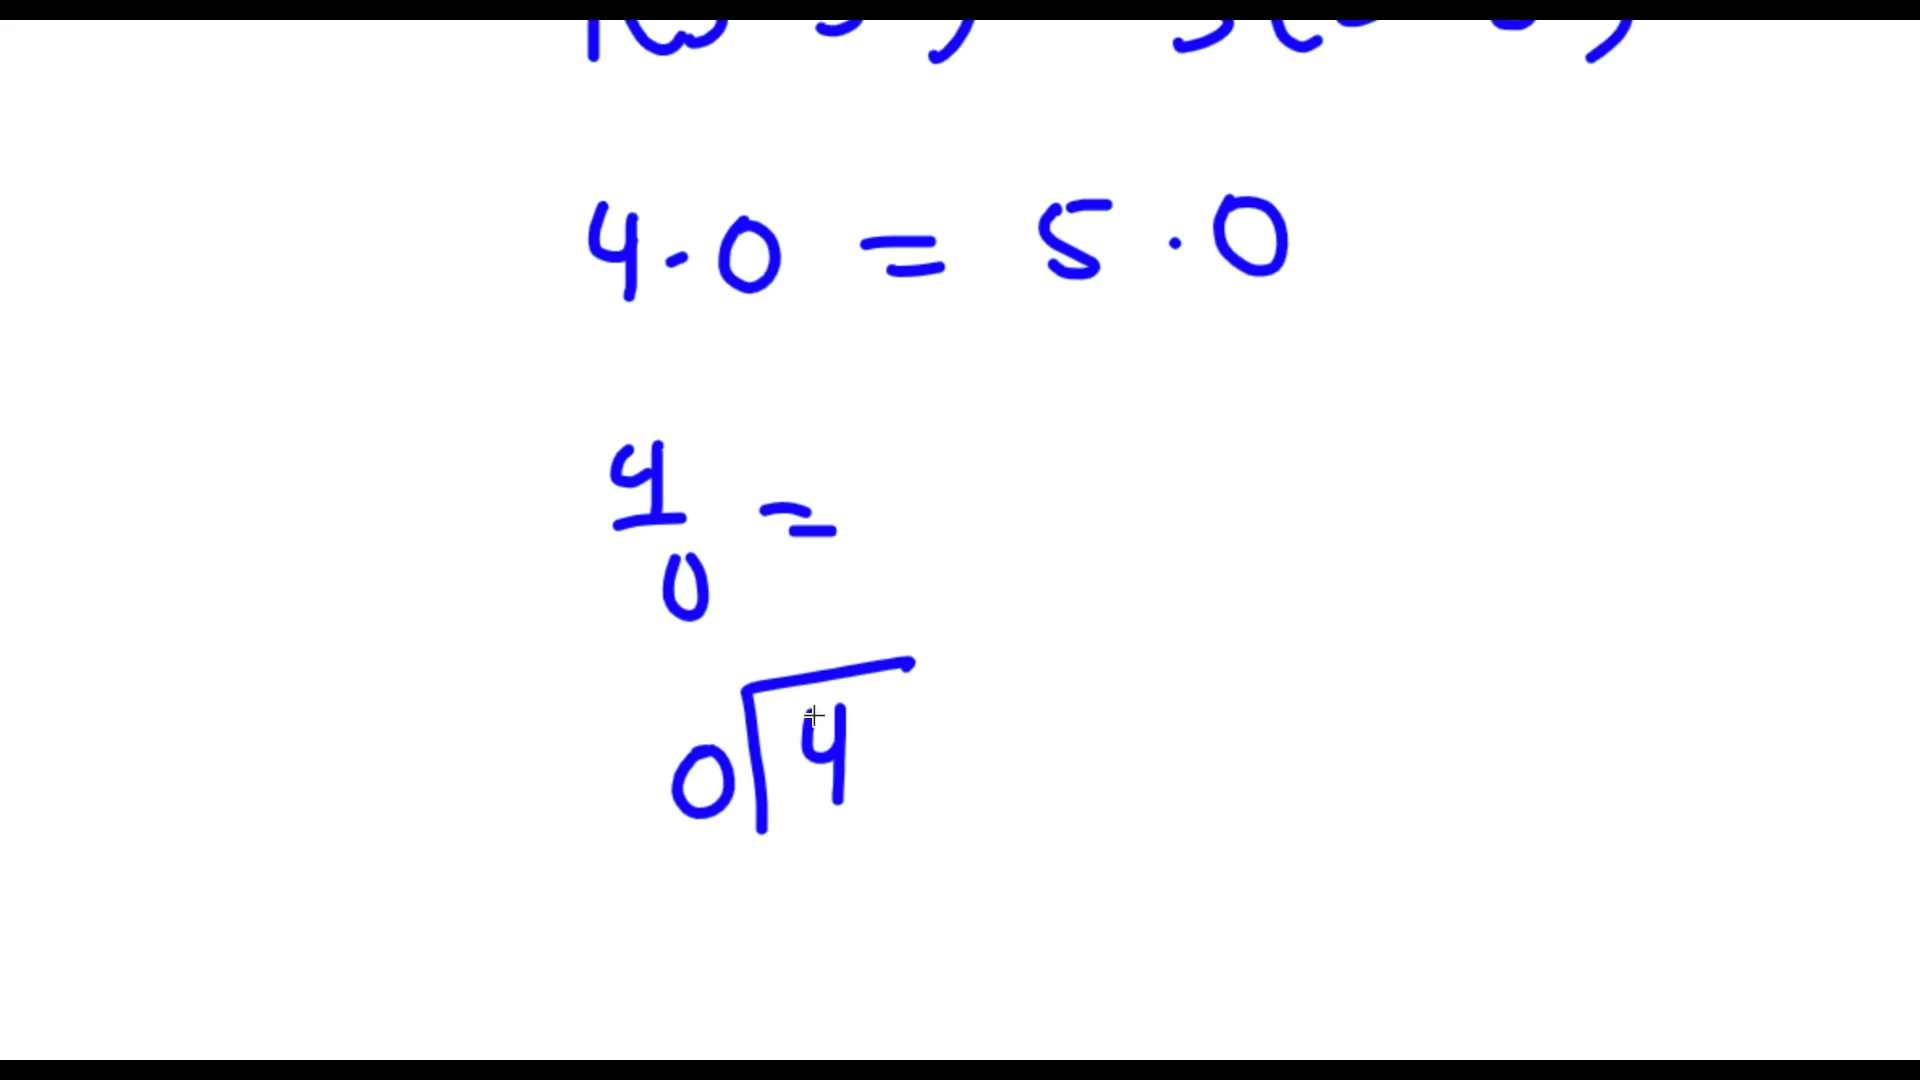 4 · 0 = 5 · 0
4/0 =
0√4